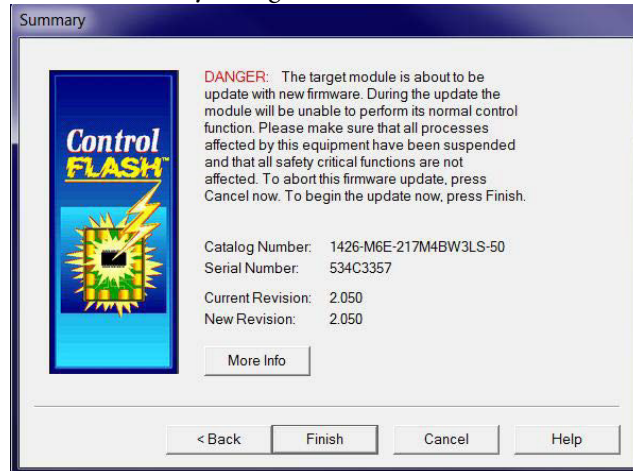 Summary
Control
FLASH™
DANGER: The target module is about to be
update with new firmware. During the update the
module will be unable to perform its normal control
function. Please make sure that all processes
affected by this equipment have been suspended
and that all safety critical functions are not
affected. To abort this firmware update, press
Cancel now. To begin the update now, press Finish.
Catalog Number: 1426-M6E-217M4BW3LS-50
Serial Number: 534C3357
Current Revision: 2.050
New Revision: 2.050
More Info
< Back Finish Cancel Help